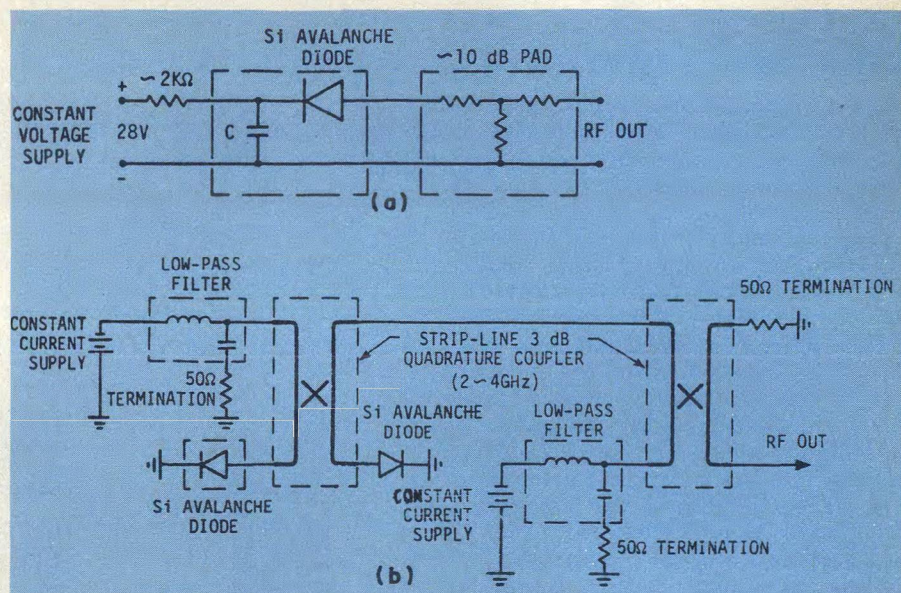 Si AVALANCHE
DIODE
~10 dB PAD
+
~2KΩ
CONSTANT
VOLTAGE
SUPPLY
28V
C
RF OUT
-
(a)
LOW-PASS
FILTER
50Ω TERMINATION
CONSTANT
CURRENT
SUPPLY
STRIP-LINE 3 dB
QUADRATURE COUPLER
(2~4GHz)
50Ω
TERMINATION
Si AVALANCHE
DIODE
LOW-PASS
FILTER
RF OUT
Si AVALANCHE
DIODE
CONSTANT
CURRENT
SUPPLY
50Ω TERMINATION
(b)